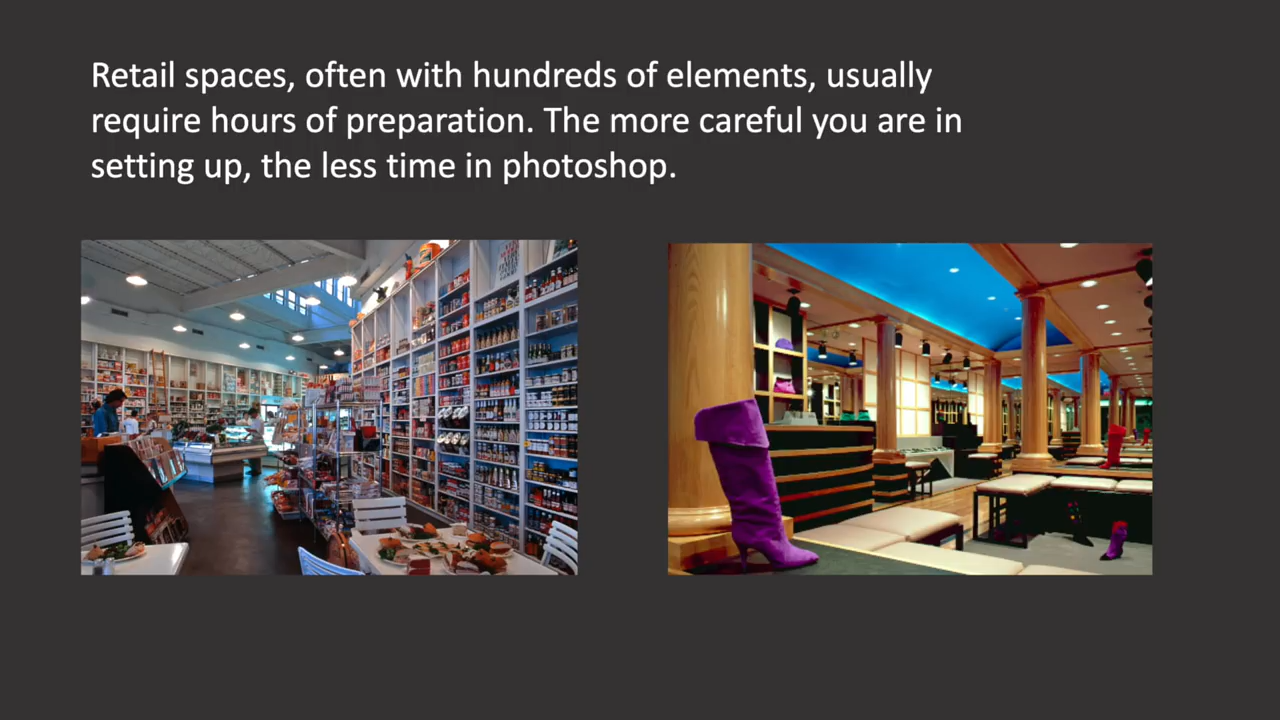 Retail spaces, often with hundreds of elements, usually
require hours of preparation. The more careful you are in
setting up, the less time in photoshop.